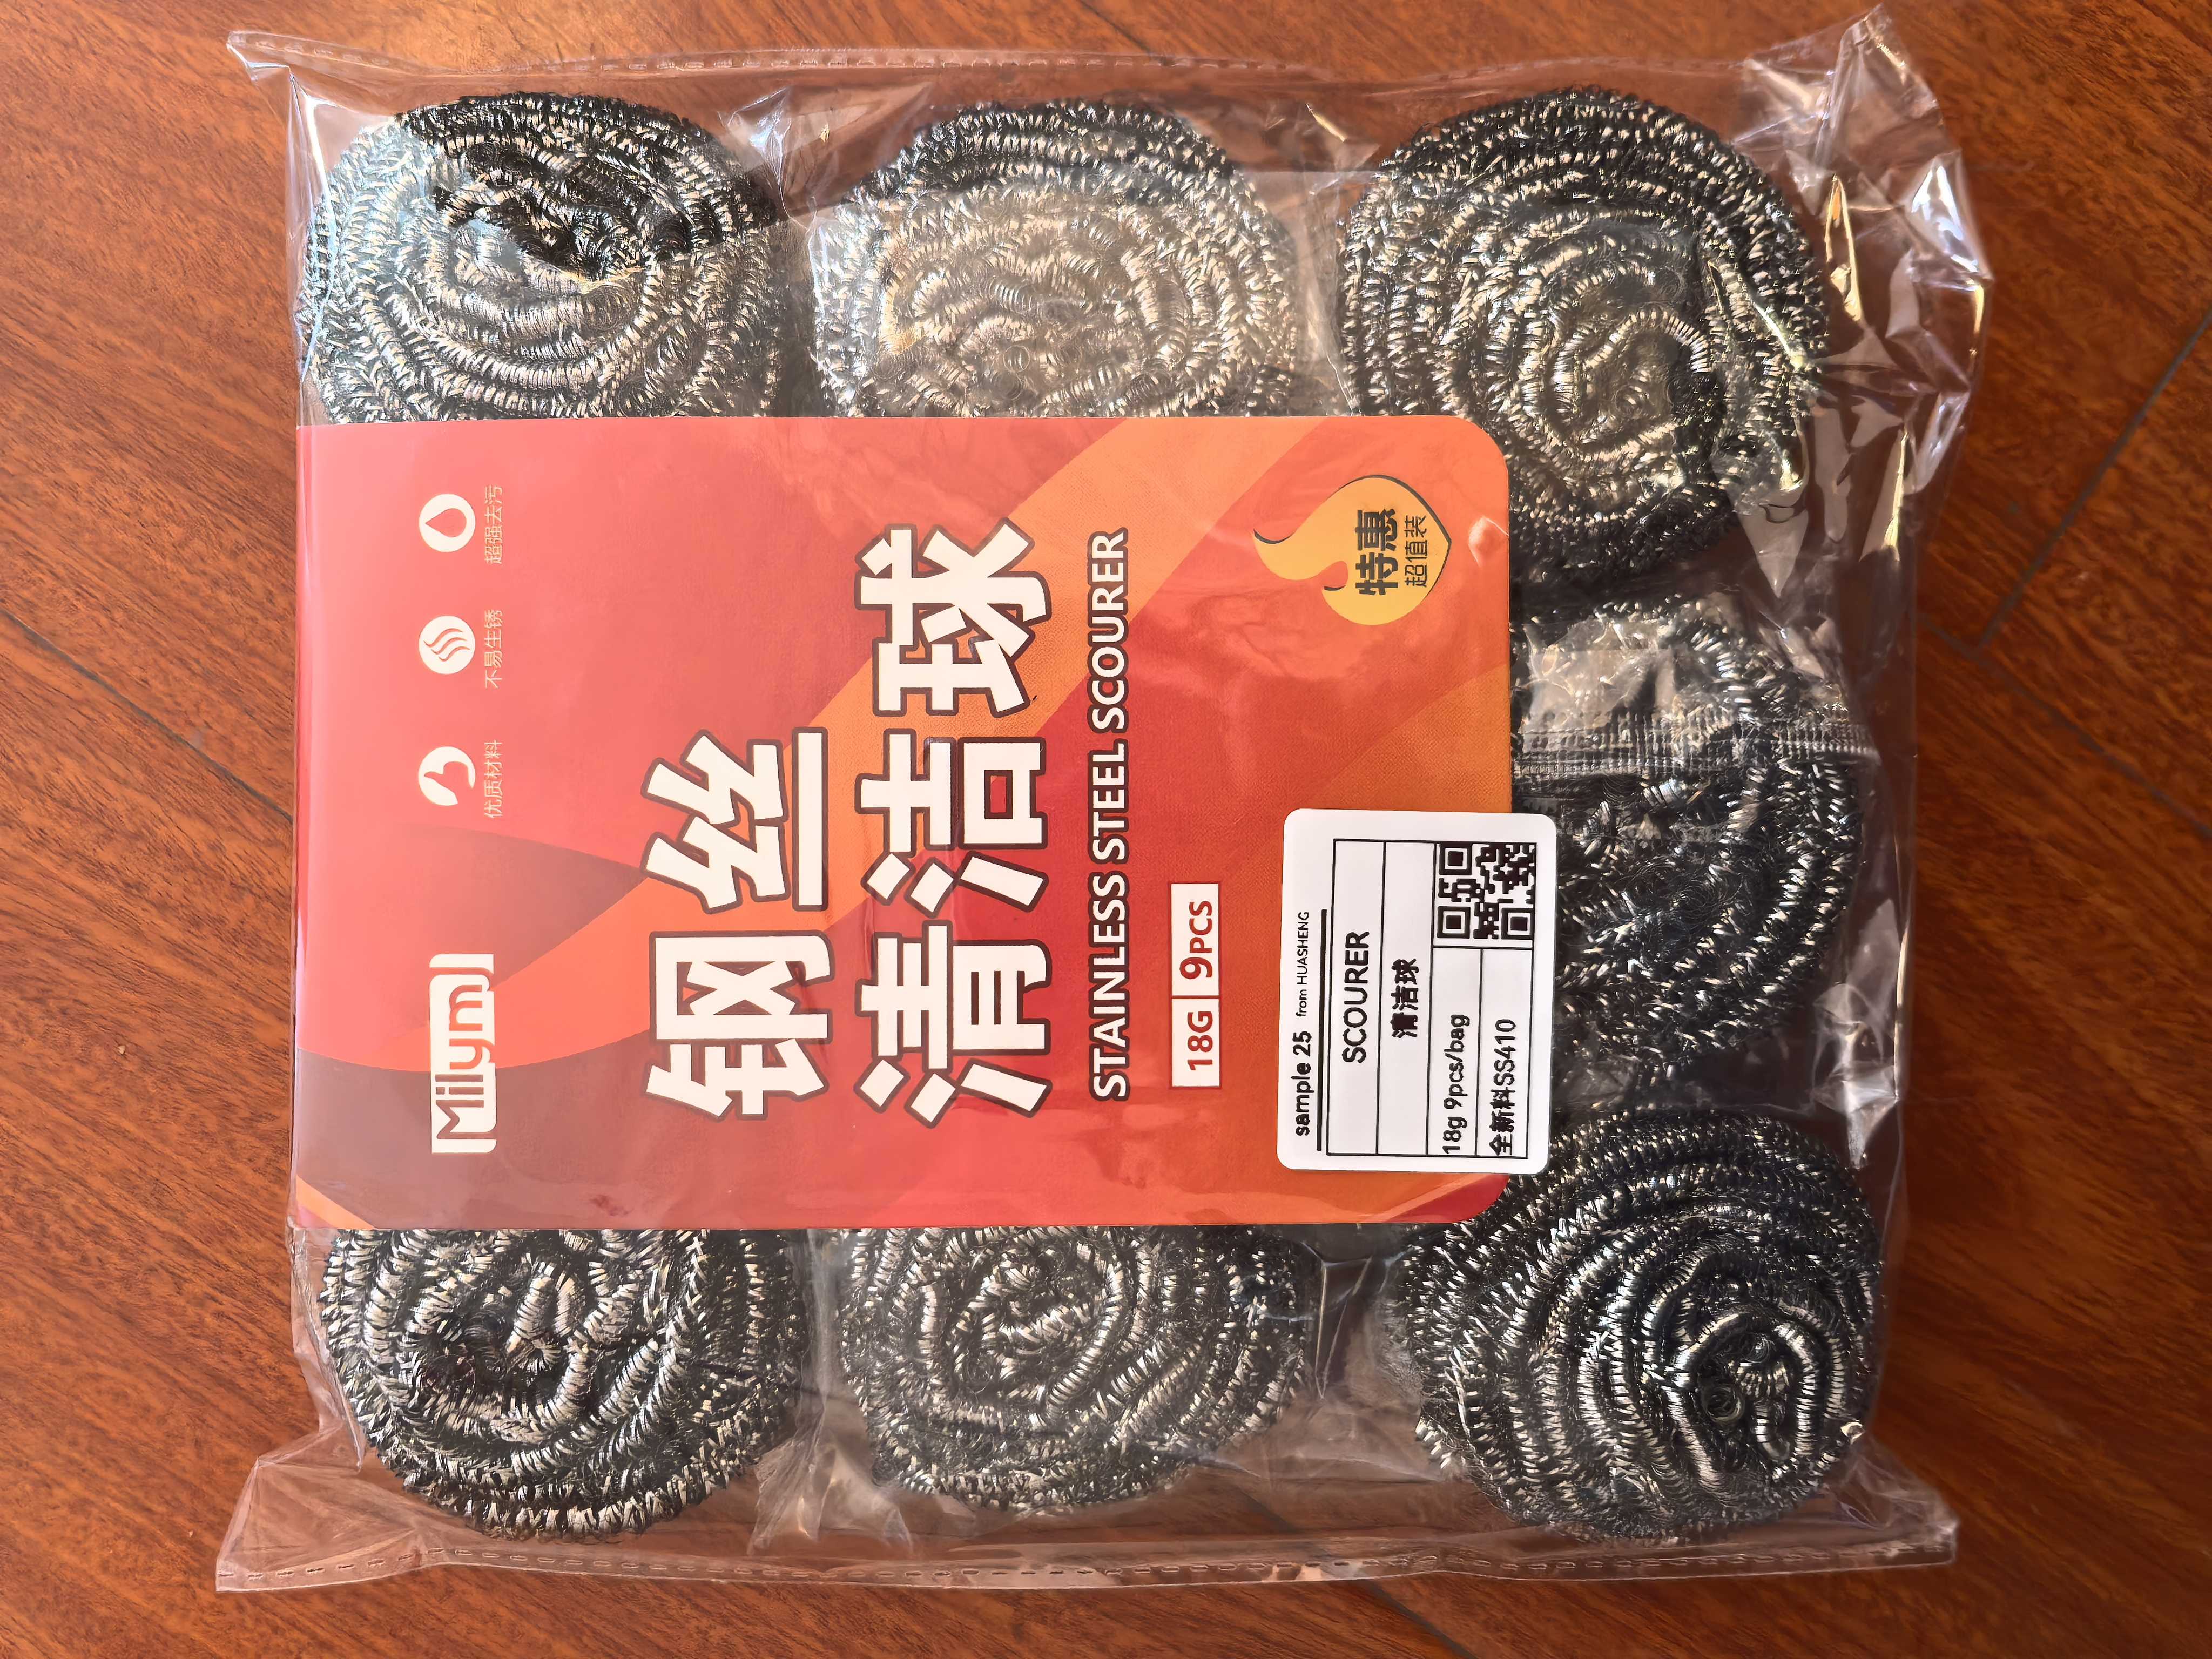 Milym
优质材料
不易生锈
超强去污
钢丝
清洁球
STAINLESS STEEL SCOURER
18G 9PCS
特惠
超值装
sample 25 from HUASHENG
SCOURER
清洁球
18g 9pcs/bag
全新料SS410